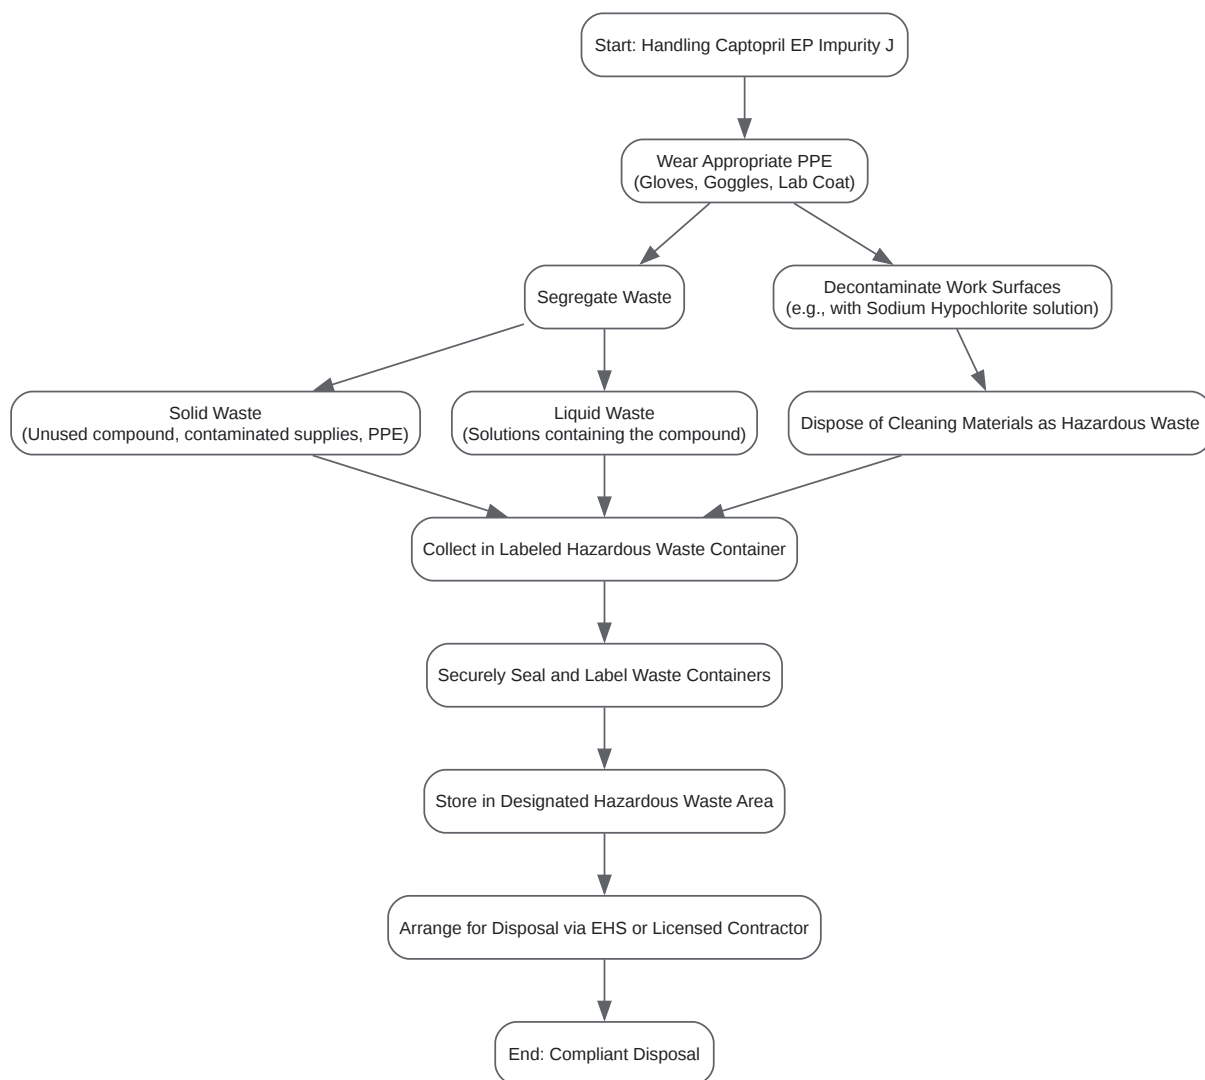 Start: Handling Captopril EP Impurity J
Wear Appropriate PPE
(Gloves, Goggles, Lab Coat)
Segregate Waste
Decontaminate Work Surfaces
(e.g., with Sodium Hypochlorite solution)
Solid Waste
(Unused compound, contaminated supplies, PPE)
Liquid Waste
(Solutions containing the compound)
Dispose of Cleaning Materials as Hazardous Waste
Collect in Labeled Hazardous Waste Container
Securely Seal and Label Waste Containers
Store in Designated Hazardous Waste Area
Arrange for Disposal via EHS or Licensed Contractor
End: Compliant Disposal